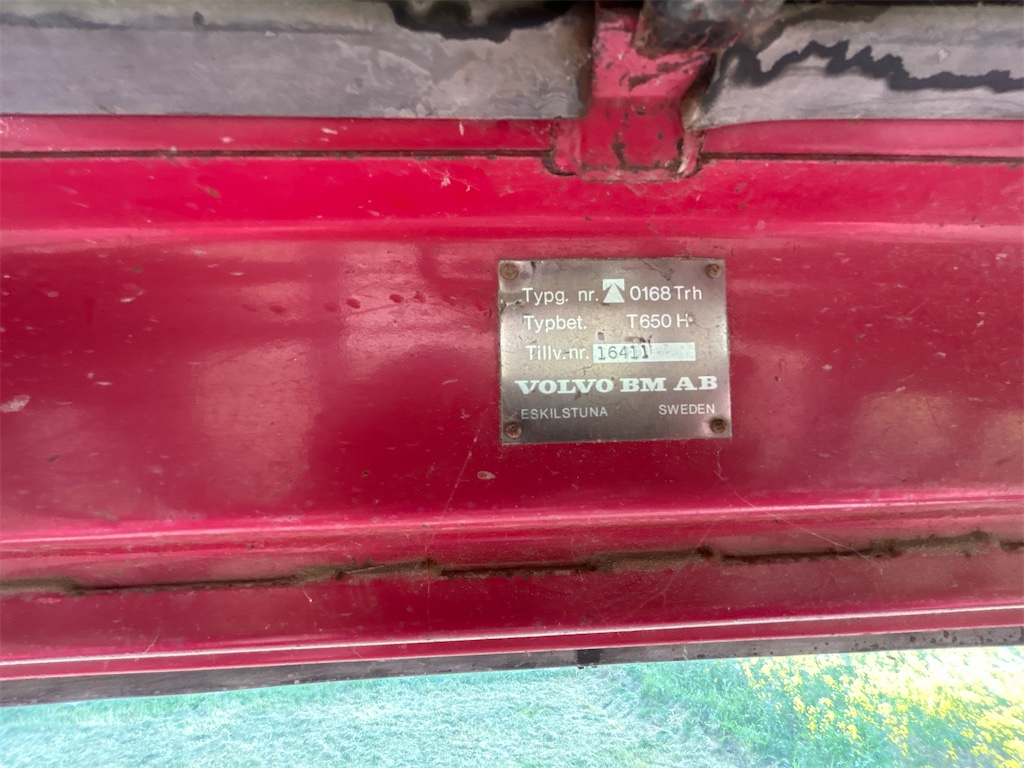 Typg. nr. 0168 Trh
Typbet. T650 H
Tillv.nr. 16411
VOLVO BM AB
ESKILSTUNA SWEDEN